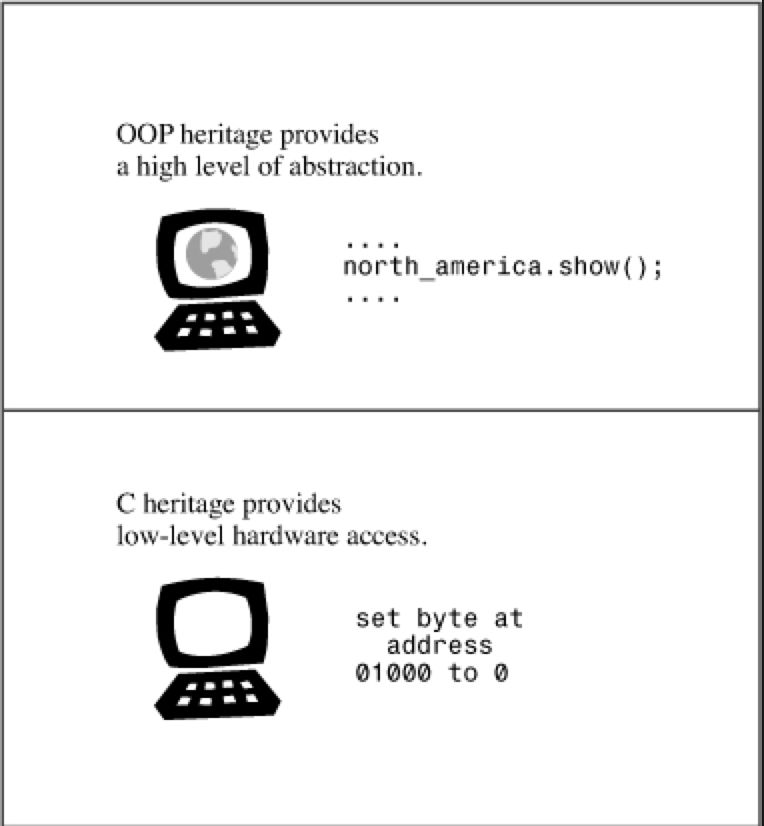 OOP heritage provides
a high level of abstraction.
....
north_america.show();
....
C heritage provides
low-level hardware access.
set byte at
address
01000 to 0